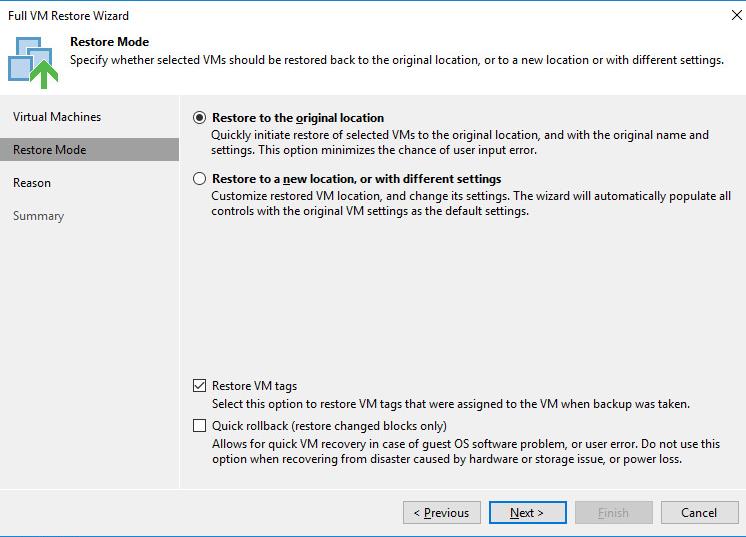 Full VM Restore Wizard
Restore Mode
Specify whether selected VMs should be restored back to the original location, or to a new location or with different settings.
Virtual Machines
Restore Mode
Reason
Summary
Restore to the original location
Quickly initiate restore of selected VMs to the original location, and with the original name and
settings. This option minimizes the chance of user input error.
Restore to a new location, or with different settings
Customize restored VM location, and change its settings. The wizard will automatically populate all
controls with the original VM settings as the default settings.
Restore VM tags
Select this option to restore VM tags that were assigned to the VM when backup was taken.
Quick rollback (restore changed blocks only)
Allows for quick VM recovery in case of guest OS software problem, or user error. Do not use this
option when recovering from disaster caused by hardware or storage issue, or power loss.
< Previous
Next >
Finish
Cancel